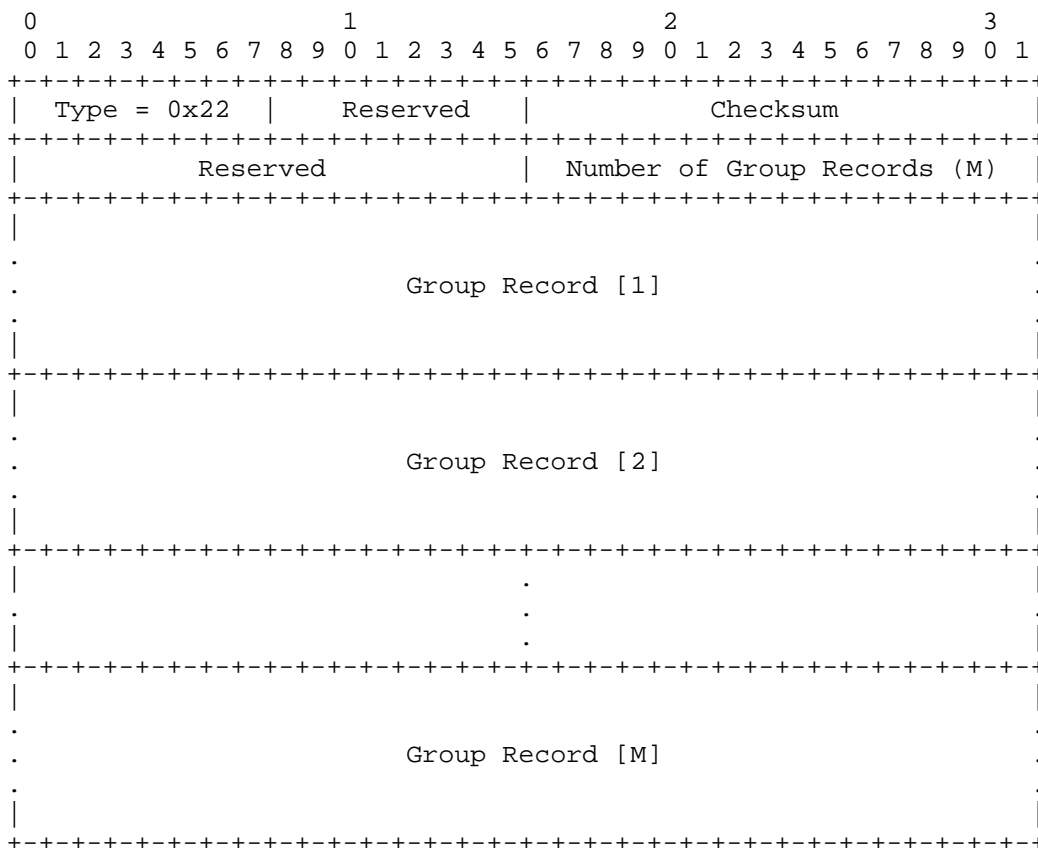 0                   1                   2                   3
 0 1 2 3 4 5 6 7 8 9 0 1 2 3 4 5 6 7 8 9 0 1 2 3 4 5 6 7 8 9 0 1
+-+-+-+-+-+-+-+-+-+-+-+-+-+-+-+-+-+-+-+-+-+-+-+-+-+-+-+-+-+-+-+-+
|  Type = 0x22  |    Reserved   |           Checksum            |
+-+-+-+-+-+-+-+-+-+-+-+-+-+-+-+-+-+-+-+-+-+-+-+-+-+-+-+-+-+-+-+-+
|           Reserved            |  Number of Group Records (M)  |
+-+-+-+-+-+-+-+-+-+-+-+-+-+-+-+-+-+-+-+-+-+-+-+-+-+-+-+-+-+-+-+-+
|                                                               |
.                                                               .
.                        Group Record [1]                       .
.                                                               .
|                                                               |
+-+-+-+-+-+-+-+-+-+-+-+-+-+-+-+-+-+-+-+-+-+-+-+-+-+-+-+-+-+-+-+-+
|                                                               |
.                                                               .
.                        Group Record [2]                       .
.                                                               .
|                                                               |
+-+-+-+-+-+-+-+-+-+-+-+-+-+-+-+-+-+-+-+-+-+-+-+-+-+-+-+-+-+-+-+-+
|                               .                               |
.                               .                               .
|                               .                               |
+-+-+-+-+-+-+-+-+-+-+-+-+-+-+-+-+-+-+-+-+-+-+-+-+-+-+-+-+-+-+-+-+
|                                                               |
.                                                               .
.                        Group Record [M]                       .
.                                                               .
|                                                               |
+-+-+-+-+-+-+-+-+-+-+-+-+-+-+-+-+-+-+-+-+-+-+-+-+-+-+-+-+-+-+-+-+